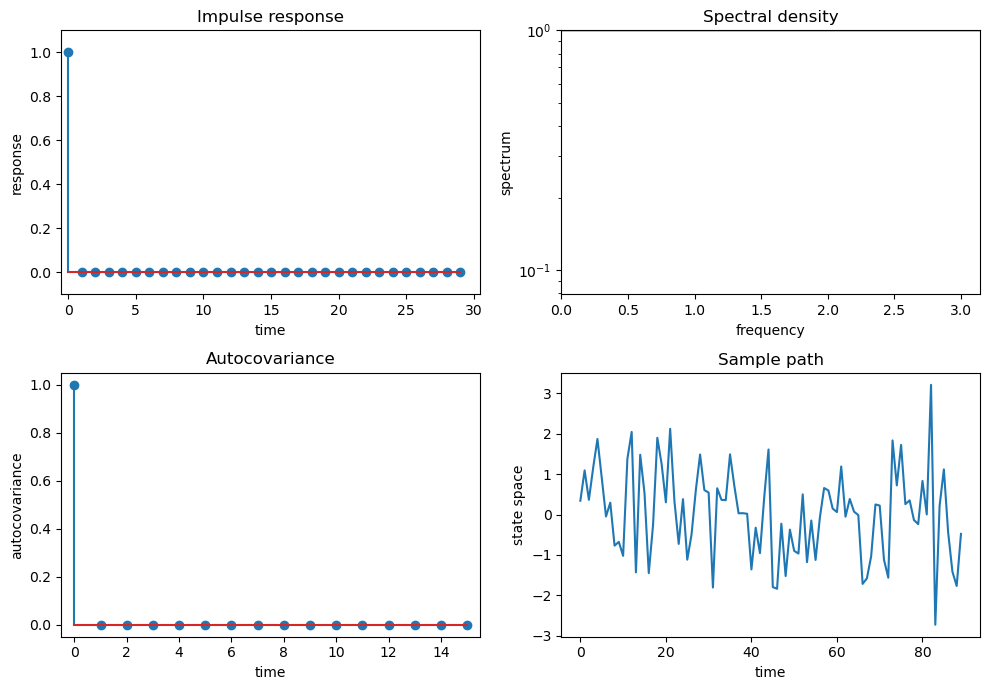 Impulse response
response
1.0
0.8
0.6
0.4
0.2
0.0
0 5 10 15 20 25 30
time
Spectral density
spectrum
10⁰
10⁻¹
0.0 0.5 1.0 1.5 2.0 2.5 3.0
frequency
Autocovariance
autocovariance
1.0
0.8
0.6
0.4
0.2
0.0
0 2 4 6 8 10 12 14
time
Sample path
state space
3
2
1
0
−1
−2
−3
0 20 40 60 80
time